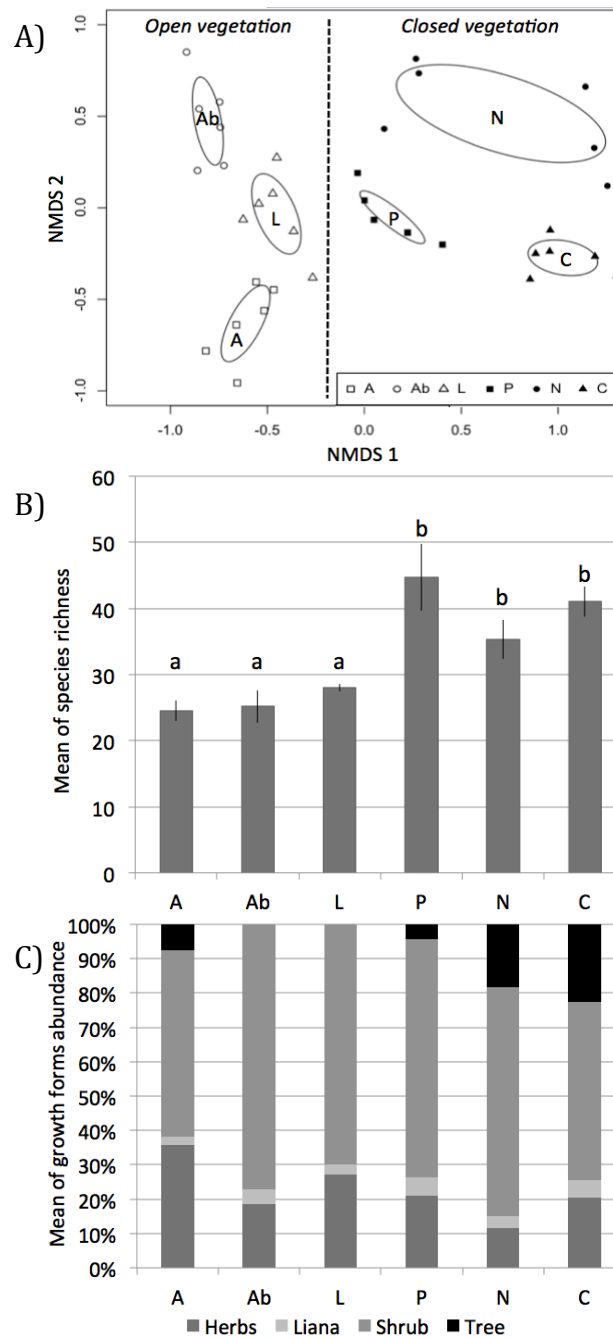 A)
Open vegetation
Closed vegetation
NMDS 2
1.0
0.5
0.0
-0.5
-1.0
Ab
L
A
N
P
C
A Ab L P N C
-1.0 -0.5 0.0 0.5 1.0
NMDS 1
B)
Mean of species richness
60
50
40
30
20
10
0
a a a b b b
A Ab L P N C
C)
Mean of growth forms abundance
100%
90%
80%
70%
60%
50%
40%
30%
20%
10%
0%
A Ab L P N C
Herbs Liana Shrub Tree